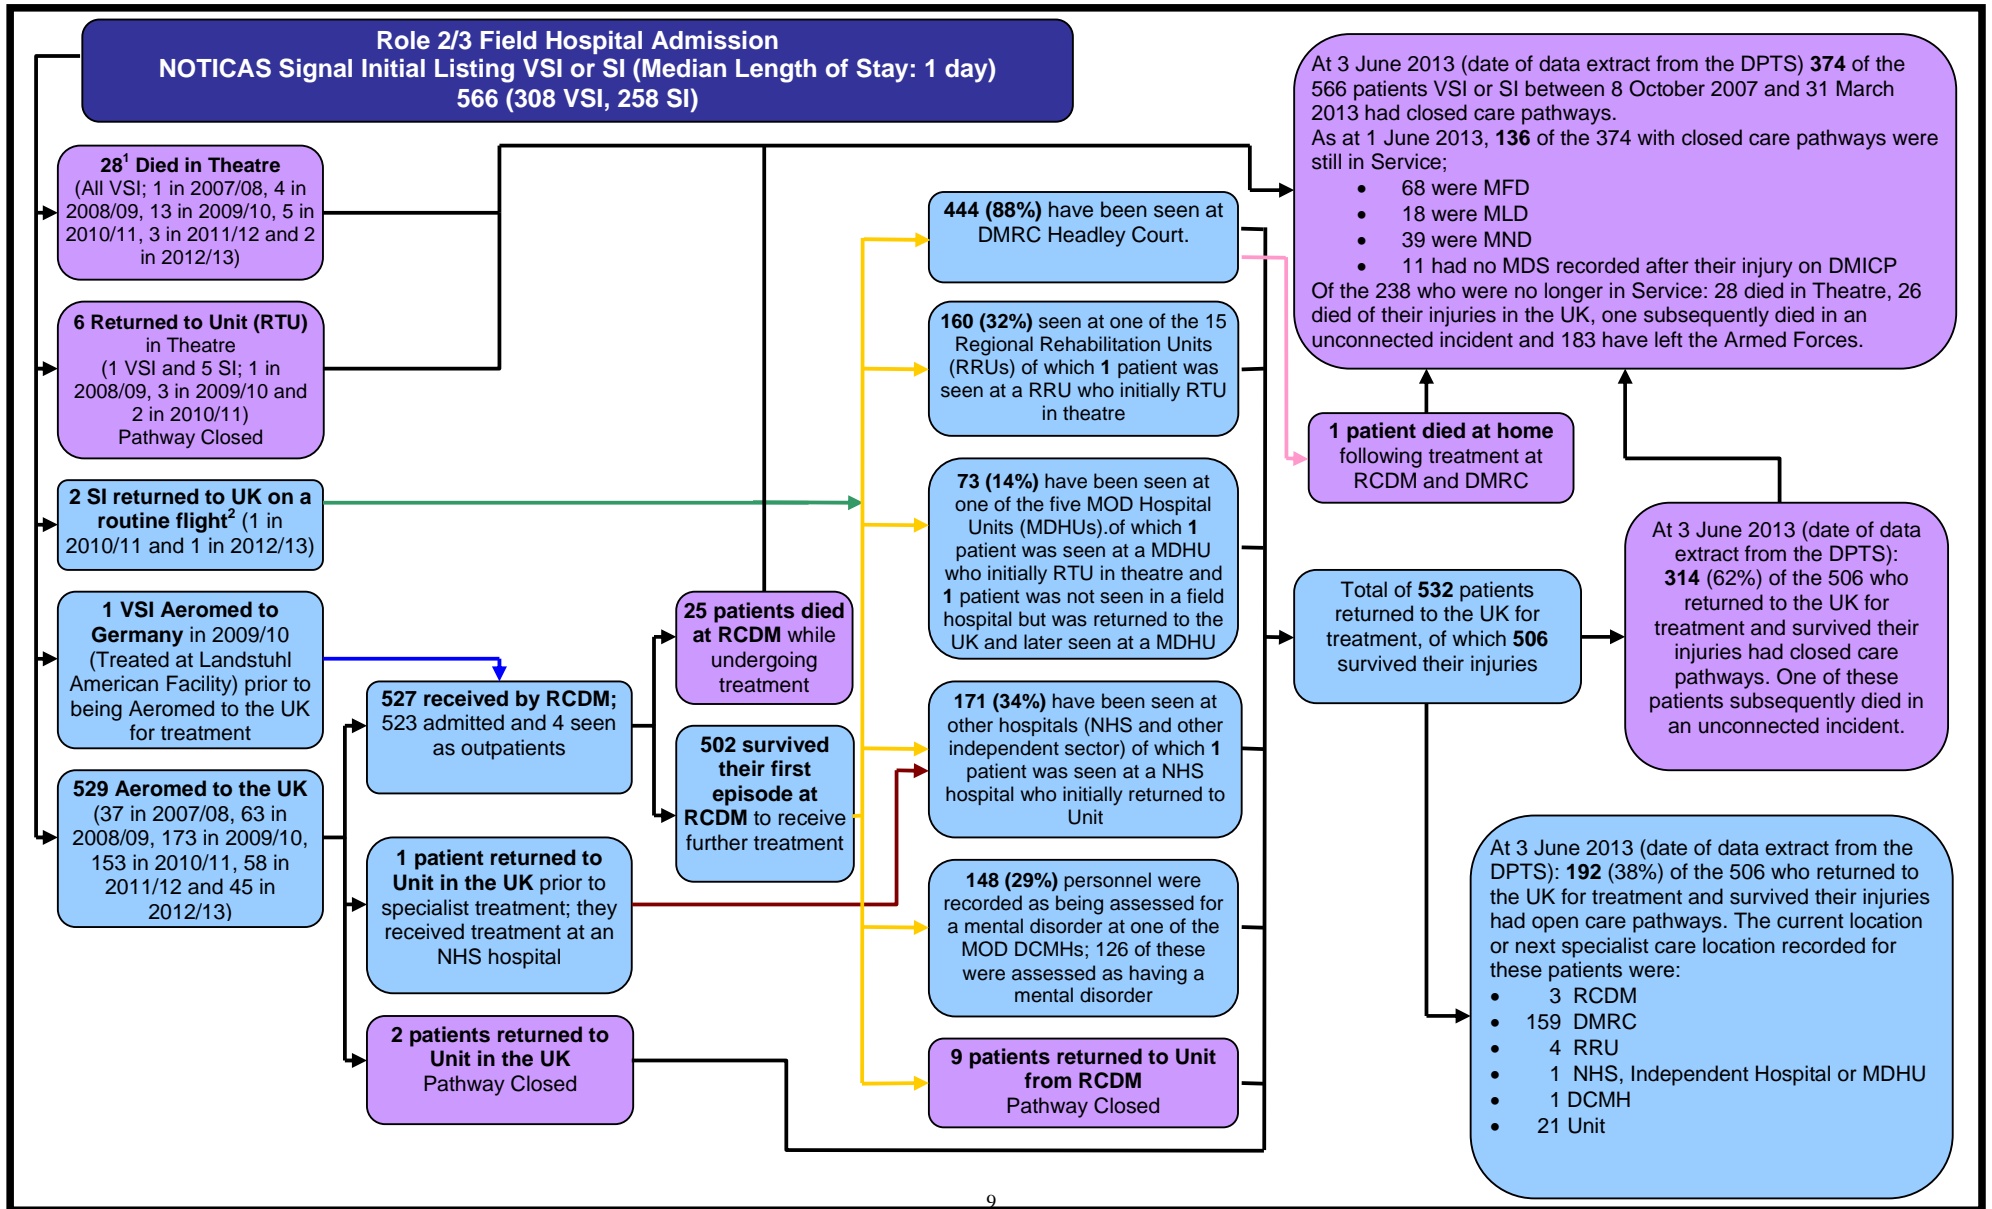 Role 2/3 Field Hospital Admission
NOTICAS Signal Initial Listing VSI or SI (Median Length of Stay: 1 day)
566 (308 VSI, 258 SI)
28¹ Died in Theatre
(All VSI; 1 in 2007/08, 4 in
2008/09, 13 in 2009/10, 5 in
2010/11, 3 in 2011/12 and 2
in 2012/13)
6 Returned to Unit (RTU)
in Theatre
(1 VSI and 5 SI; 1 in
2008/09, 3 in 2009/10 and
2 in 2010/11)
Pathway Closed
2 SI returned to UK on a
routine flight² (1 in
2010/11 and 1 in 2012/13)
1 VSI Aeromed to
Germany in 2009/10
(Treated at Landstuhl
American Facility) prior to
being Aeromed to the UK
for treatment
529 Aeromed to the UK
(37 in 2007/08, 63 in
2008/09, 173 in 2009/10,
153 in 2010/11, 58 in
2011/12 and 45 in
2012/13)
527 received by RCDM;
523 admitted and 4 seen
as outpatients
1 patient returned to
Unit in the UK prior to
specialist treatment; they
received treatment at an
NHS hospital
2 patients returned to
Unit in the UK
Pathway Closed
25 patients died
at RCDM while
undergoing
treatment
502 survived
their first
episode at
RCDM to receive
further treatment
444 (88%) have been seen at
DMRC Headley Court.
160 (32%) seen at one of the 15
Regional Rehabilitation Units
(RRUs) of which 1 patient was
seen at a RRU who initially RTU
in theatre
73 (14%) have been seen at
one of the five MOD Hospital
Units (MDHUs).of which 1
patient was seen at a MDHU
who initially RTU in theatre and
1 patient was not seen in a field
hospital but was returned to the
UK and later seen at a MDHU
171 (34%) have been seen at
other hospitals (NHS and other
independent sector) of which 1
patient was seen at a NHS
hospital who initially returned to
Unit
148 (29%) personnel were
recorded as being assessed for
a mental disorder at one of the
MOD DCMHs; 126 of these
were assessed as having a
mental disorder
9 patients returned to Unit
from RCDM
Pathway Closed
At 3 June 2013 (date of data extract from the DPTS) 374 of the
566 patients VSI or SI between 8 October 2007 and 31 March
2013 had closed care pathways.
As at 1 June 2013, 136 of the 374 with closed care pathways were
still in Service;
• 68 were MFD
• 18 were MLD
• 39 were MND
• 11 had no MDS recorded after their injury on DMICP
Of the 238 who were no longer in Service: 28 died in Theatre, 26
died of their injuries in the UK, one subsequently died in an
unconnected incident and 183 have left the Armed Forces.
1 patient died at home
following treatment at
RCDM and DMRC
Total of 532 patients
returned to the UK for
treatment, of which 506
survived their injuries
At 3 June 2013 (date of data
extract from the DPTS):
314 (62%) of the 506 who
returned to the UK for
treatment and survived their
injuries had closed care
pathways. One of these
patients subsequently died in
an unconnected incident.
At 3 June 2013 (date of data extract from the
DPTS): 192 (38%) of the 506 who returned to
the UK for treatment and survived their injuries
had open care pathways. The current location
or next specialist care location recorded for
these patients were:
• 3 RCDM
• 159 DMRC
• 4 RRU
• 1 NHS, Independent Hospital or MDHU
• 1 DCMH
• 21 Unit
9